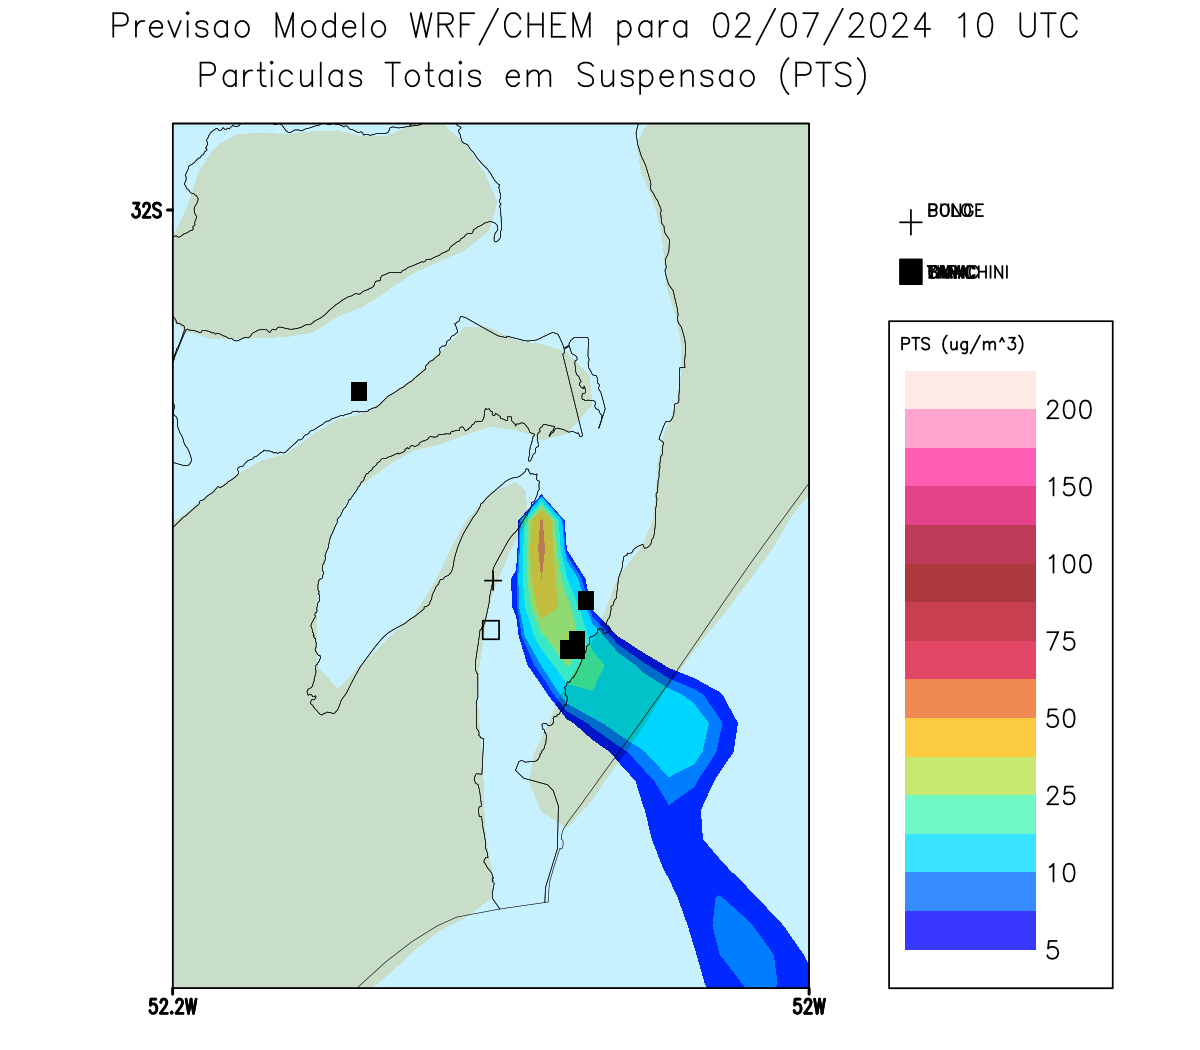 Previsao Modelo WRF/CHEM para 02/07/2024 10 UTC
Particulas Totais em Suspensao (PTS)
32S
PTS (ug/m^3)
200
150
100
75
50
25
10
5
52.2W
52W